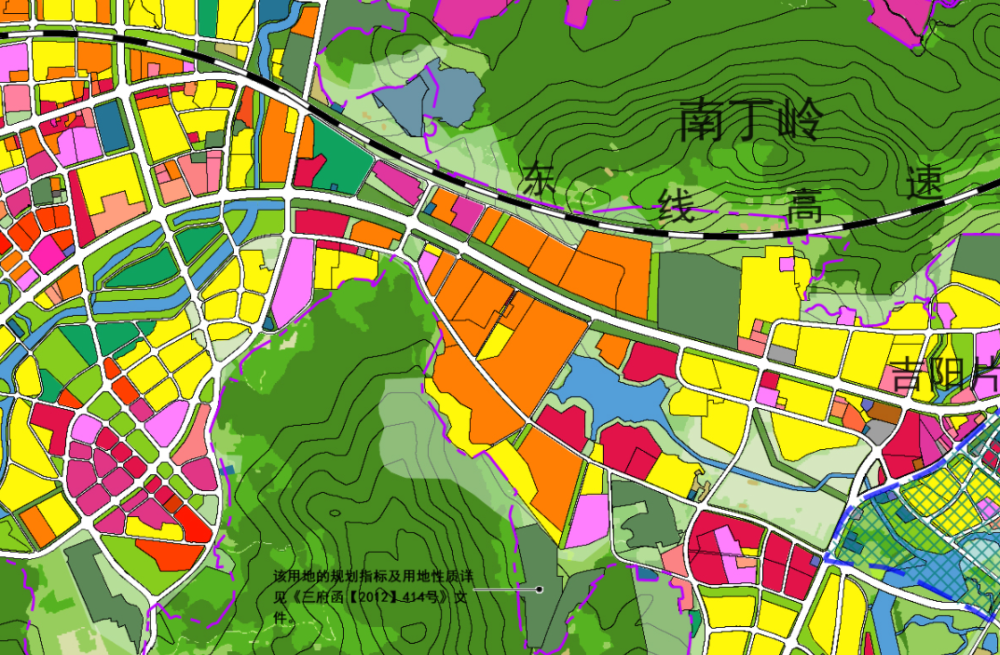 南丁岭
东线高速
吉阳片
该用地的规划指标及用地性质详
见《三府函【2012】414号》文
件。